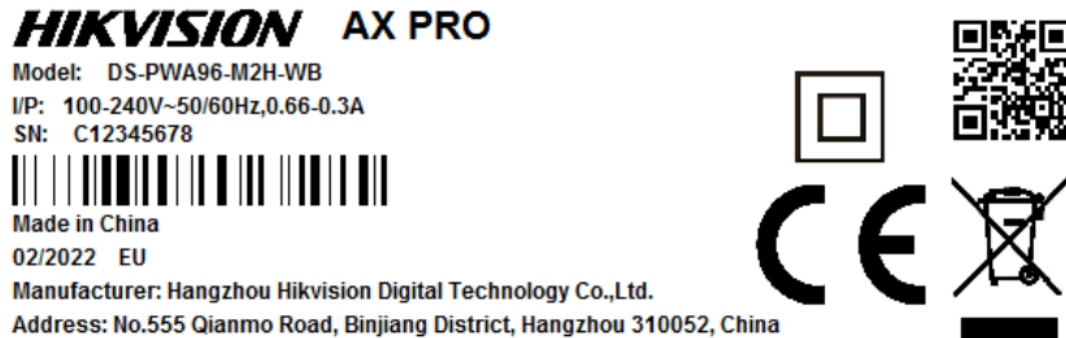 HIKVISION AX PRO
Model: DS-PWA96-M2H-WB
I/P: 100-240V~50/60Hz,0.66-0.3A
SN: C12345678
Made in China
02/2022 EU
Manufacturer: Hangzhou Hikvision Digital Technology Co.,Ltd.
Address: No.555 Qianmo Road, Binjiang District, Hangzhou 310052, China
CE